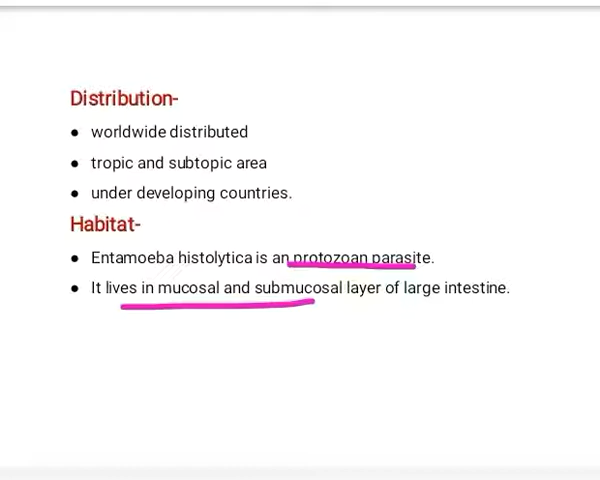 Distribution-
● worldwide distributed
● tropic and subtopic area
● under developing countries.
Habitat-
● Entamoeba histolytica is an protozoan parasite.
● It lives in mucosal and submucosal layer of large intestine.